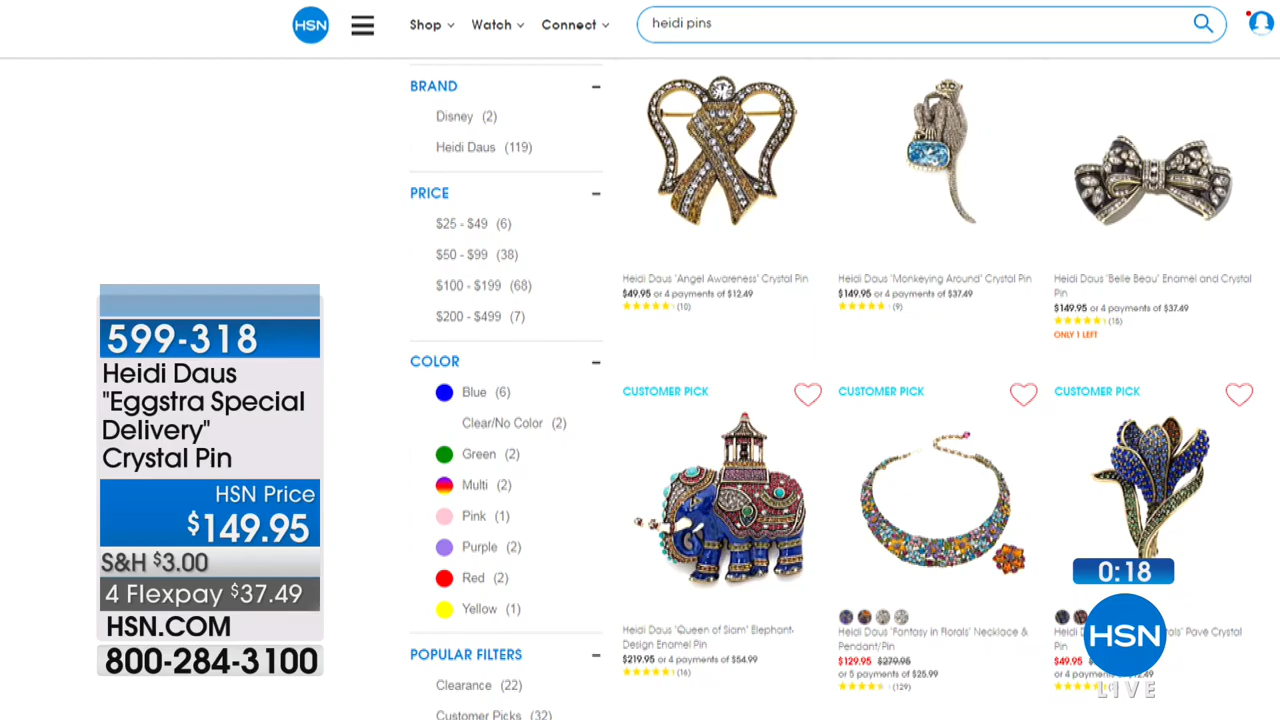 HSN
Shop
Watch
Connect
heidi pins
BRAND
Disney (2)
Heidi Daus (119)
PRICE
$25 - $49 (6)
$50 - $99 (38)
$100 - $199 (68)
$200 - $499 (7)
COLOR
Blue (6)
Clear/No Color (2)
Green (2)
Multi (2)
Pink (1)
Purple (2)
Red (2)
Yellow (1)
POPULAR FILTERS
Clearance (22)
Customer Picks (32)
Heidi Daus "Angel Awareness" Crystal Pin
$49.95 or 4 payments of $12.49
(10)
Heidi Daus "Monkeying Around" Crystal Pin
$149.95 or 4 payments of $37.49
(9)
Heidi Daus "Belle Beau" Enamel and Crystal
Pin
$149.95 or 4 payments of $37.49
(15)
ONLY 1 LEFT
CUSTOMER PICK
Heidi Daus "Queen of Siam" Elephant-
Design Enamel Pin
$219.95 or 4 payments of $54.99
(16)
CUSTOMER PICK
Heidi Daus "Fantasy in Florals" Necklace &
Pendant/Pin
$129.95 $279.95
or 5 payments of $25.99
(129)
CUSTOMER PICK
Pave Crystal
Pin
$49.95
599-318
Heidi Daus
"Eggstra Special
Delivery"
Crystal Pin
HSN Price
$149.95
S&H $3.00
4 Flexpay $37.49
HSN.COM
800-284-3100
0:18
HSN
LIVE